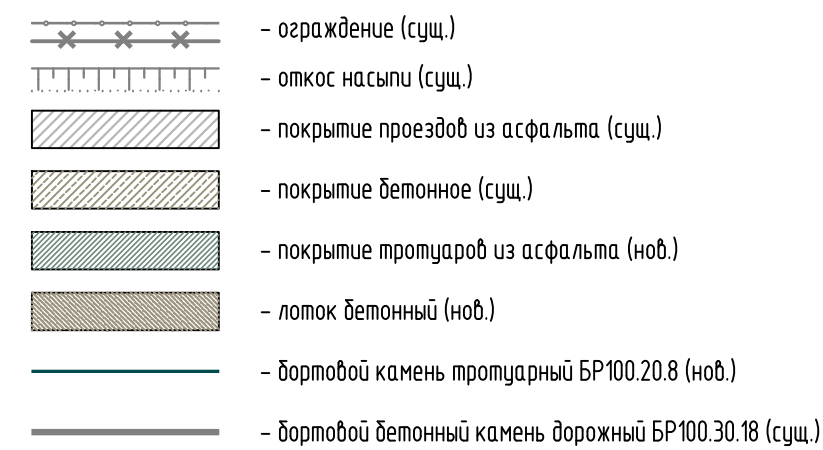 – ограждение (сущ.)
– откос насыпи (сущ.)
– покрытие проездов из асфальта (сущ.)
– покрытие бетонное (сущ.)
– покрытие тротуаров из асфальта (нов.)
– лоток бетонный (нов.)
– бортовой камень тротуарный БР100.20.8 (нов.)
– бортовой бетонный камень дорожный БР100.30.18 (сущ.)